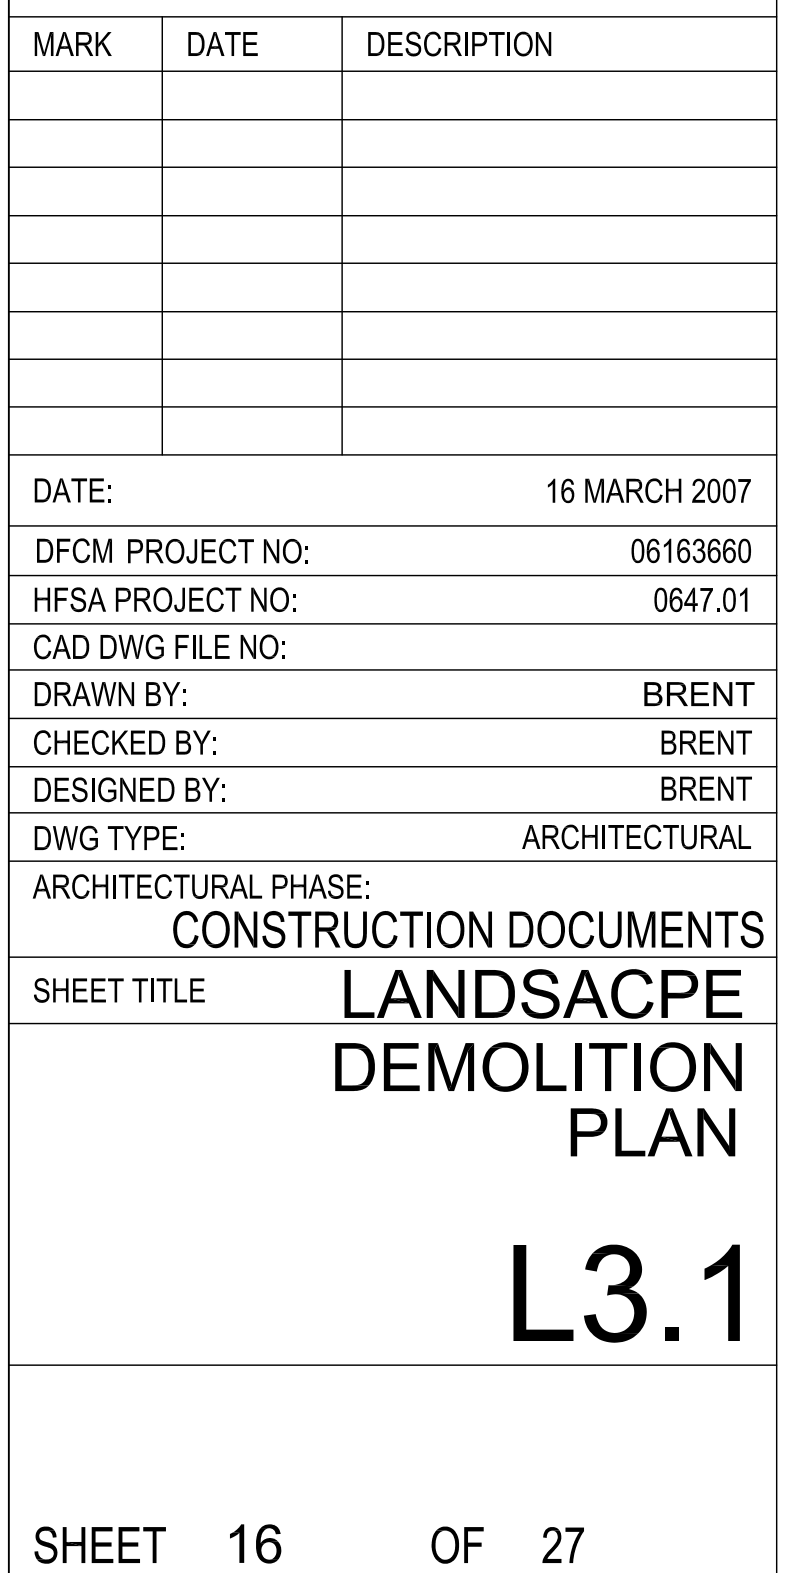 MARK DATE DESCRIPTION
DATE: 16 MARCH 2007
DFCM PROJECT NO: 06163660
HFSA PROJECT NO: 0647.01
CAD DWG FILE NO:
DRAWN BY: BRENT
CHECKED BY: BRENT
DESIGNED BY: BRENT
DWG TYPE: ARCHITECTURAL
ARCHITECTURAL PHASE:
CONSTRUCTION DOCUMENTS
SHEET TITLE LANDSACPE
DEMOLITION
PLAN
L3.1
SHEET 16 OF 27